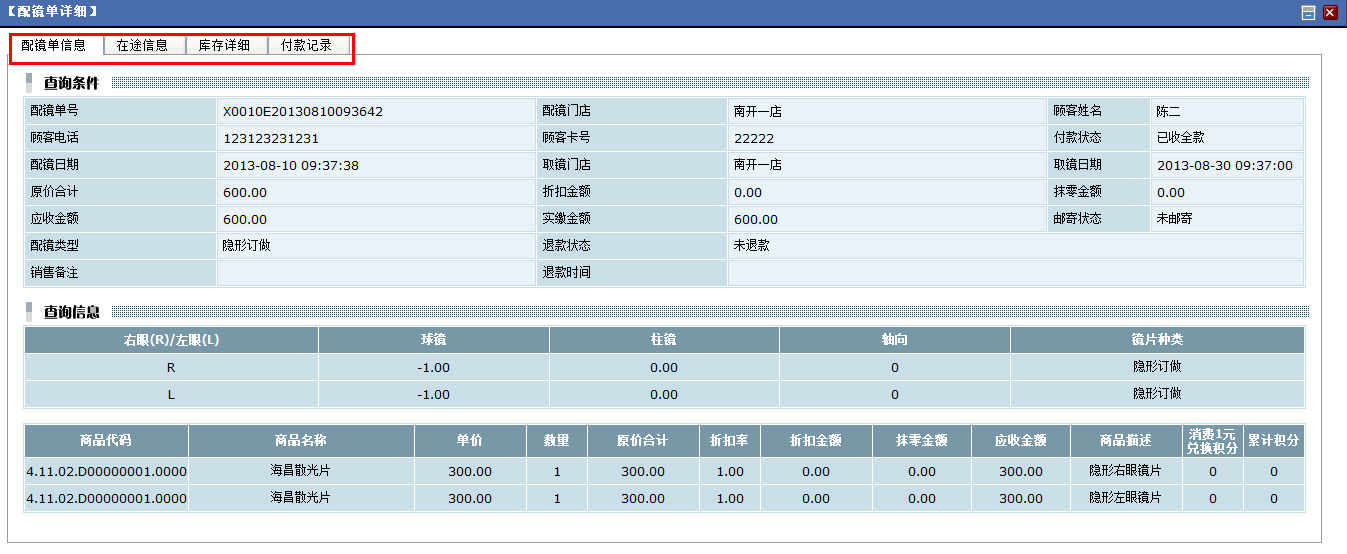 【配镜单详细】
配镜单信息 在途信息 库存详细 付款记录
查询条件
配镜单号 X0010E20130810093642 配镜门店 南开一店 顾客姓名 陈二
顾客电话 123123231231 顾客卡号 22222 付款状态 已收全款
配镜日期 2013-08-10 09:37:38 取镜门店 南开一店 取镜日期 2013-08-30 09:37:00
原价合计 600.00 折扣金额 0.00 抹零金额 0.00
应收金额 600.00 实缴金额 600.00 邮寄状态 未邮寄
配镜类型 隐形订做 退款状态 未退款
销售备注 退款时间
查询信息
右眼(R)/左眼(L) 球镜 柱镜 轴向 镜片种类
R -1.00 0.00 0 隐形订做
L -1.00 0.00 0 隐形订做
商品代码 商品名称 单价 数量 原价合计 折扣率 折扣金额 抹零金额 应收金额 商品描述 消费1元兑换积分 累计积分
4.11.02.D00000001.0000 海昌散光片 300.00 1 300.00 1.00 0.00 0.00 300.00 隐形右眼镜片 0 0
4.11.02.D00000001.0000 海昌散光片 300.00 1 300.00 1.00 0.00 0.00 300.00 隐形左眼镜片 0 0